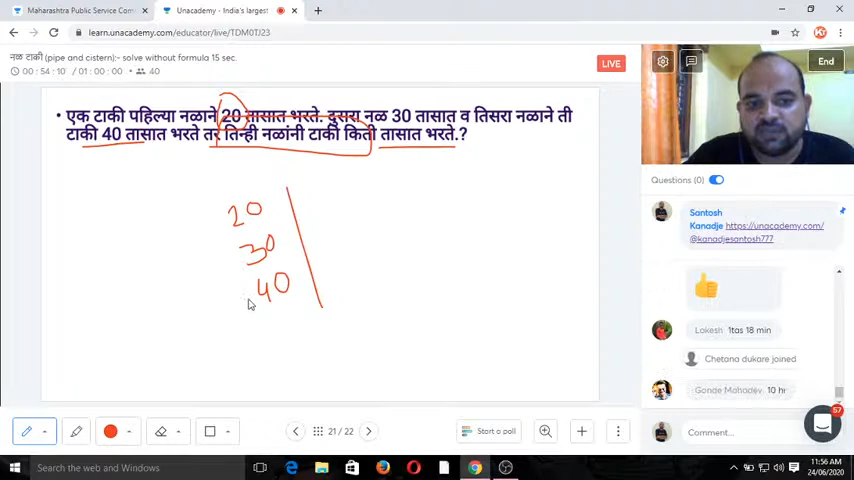 Maharashtra Public Service Com
Unacademy - India's largest
learn.unacademy.com/educator/live/TDM0TJ23
नळ टाकी (pipe and cistern):- solve without formula 15 sec.
00 : 54 : 10 | 01 : 00 : 00 • 40
LIVE
End
• एक टाकी पहिल्या नळाने 20 तासात भरते. दुसरा नळ 30 तासात व तिसरा नळाने ती
टाकी 40 तासात भरते तर तिन्ही नळांनी टाकी किती तासात भरते.?
20
30
40
Questions (0)
Santosh
Kanadje https://unacademy.com/
@kanadjesantosh777
Lokesh 1tas 18 min
Chetana dukare joined
Gonde Mahadev 10 hr
57
21 / 22
Start a poll
Comment...
Search the web and Windows
11:56 AM
24/06/2020